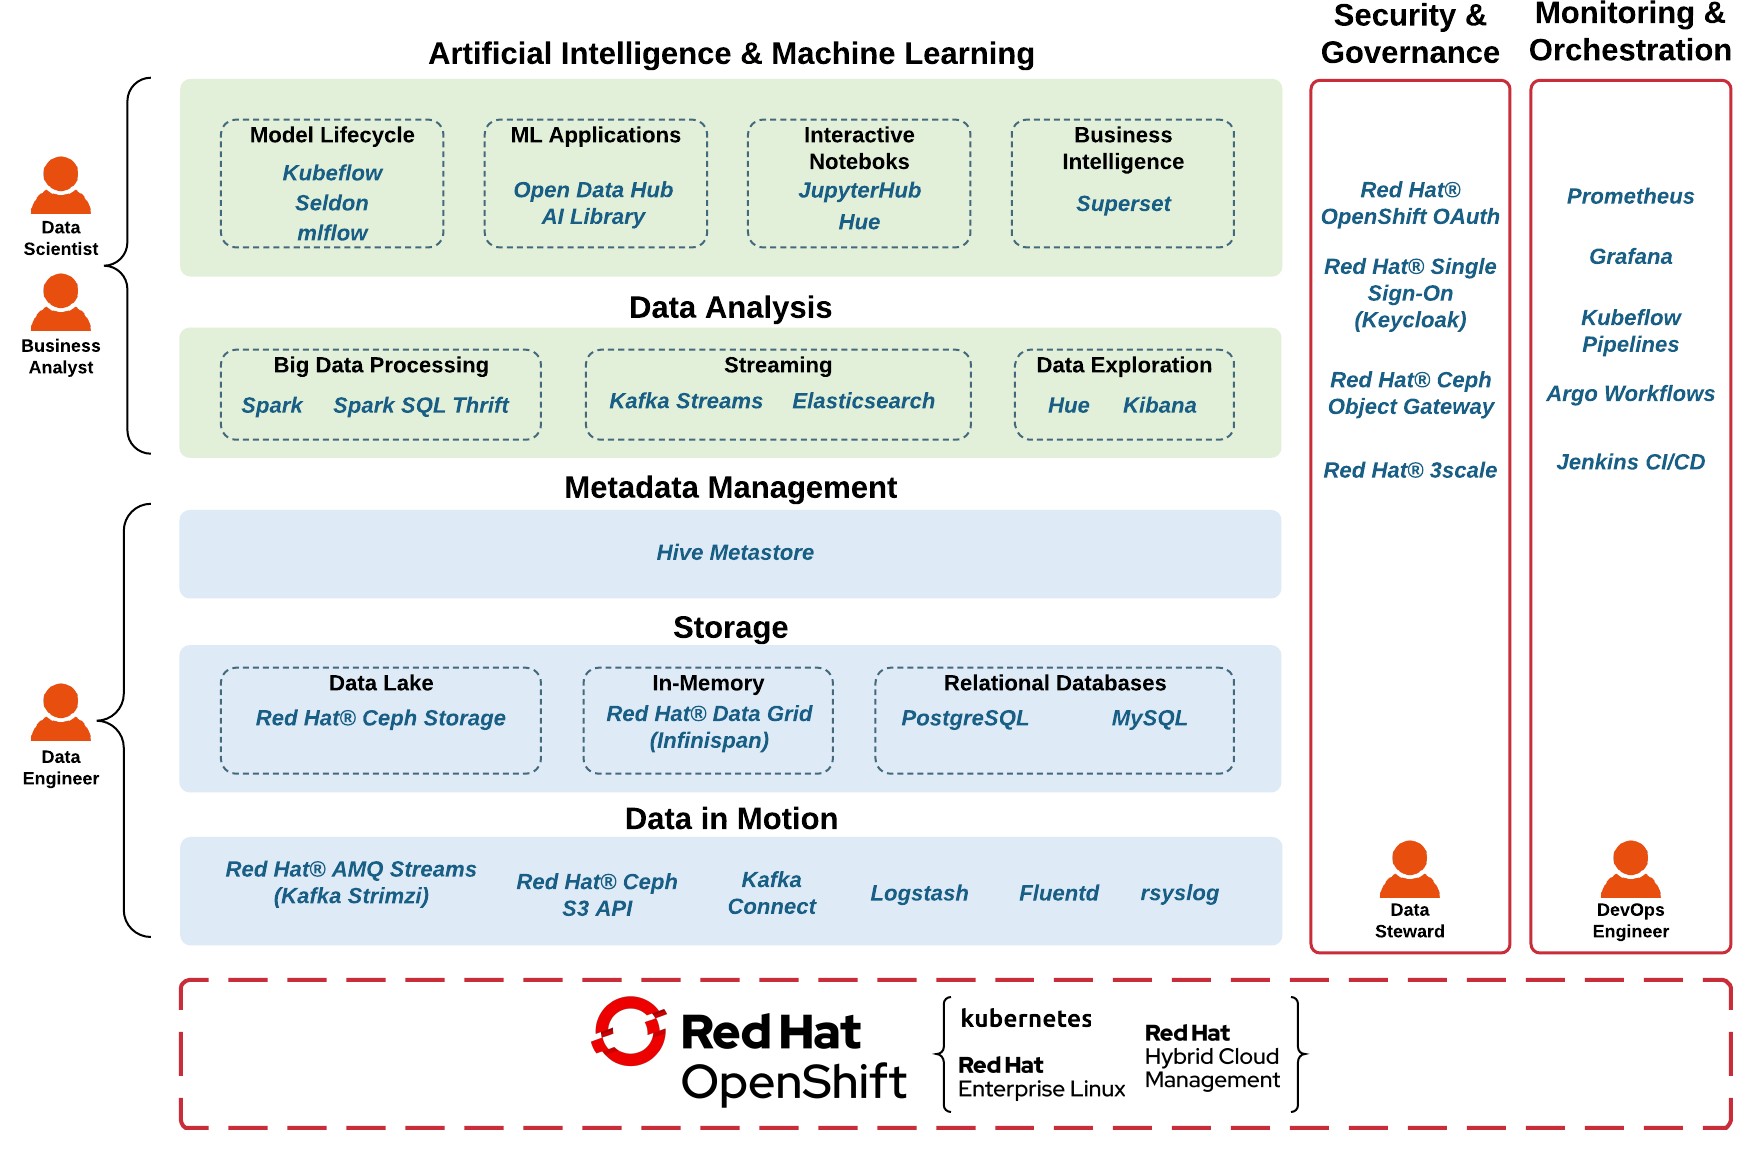 Artificial Intelligence & Machine Learning
Security &
Governance
Monitoring &
Orchestration
Model Lifecycle
Kubeflow
Seldon
mlflow
ML Applications
Open Data Hub
AI Library
Interactive
Noteboks
JupyterHub
Hue
Business
Intelligence
Superset
Data
Scientist
Business
Analyst
Data Analysis
Big Data Processing
Spark Spark SQL Thrift
Streaming
Kafka Streams Elasticsearch
Data Exploration
Hue Kibana
Metadata Management
Hive Metastore
Data
Engineer
Storage
Data Lake
Red Hat® Ceph Storage
In-Memory
Red Hat® Data Grid
(Infinispan)
Relational Databases
PostgreSQL MySQL
Data in Motion
Red Hat® AMQ Streams
(Kafka Strimzi)
Red Hat® Ceph
S3 API
Kafka
Connect
Logstash
Fluentd
rsyslog
Red Hat®
OpenShift OAuth
Red Hat® Single
Sign-On
(Keycloak)
Red Hat® Ceph
Object Gateway
Red Hat® 3scale
Data
Steward
Prometheus
Grafana
Kubeflow
Pipelines
Argo Workflows
Jenkins CI/CD
DevOps
Engineer
Red Hat
OpenShift
kubernetes
Red Hat
Enterprise Linux
Red Hat
Hybrid Cloud
Management